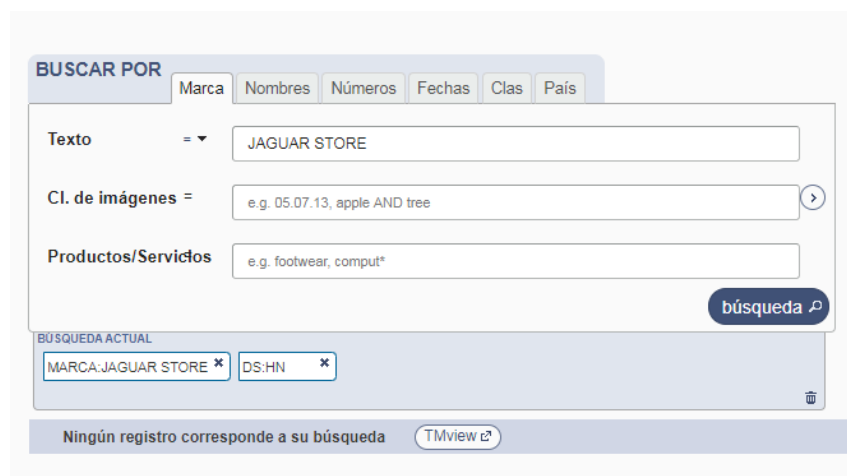 BUSCAR POR
Marca Nombres Números Fechas Clas País
Texto = JAGUAR STORE
Cl. de imágenes = e.g. 05.07.13, apple AND tree
Productos/Servicios e.g. footwear, comput*
búsqueda
BÚSQUEDA ACTUAL
MARCA:JAGUAR STORE ✖ DS:HN ✖
Ningún registro corresponde a su búsqueda TMview